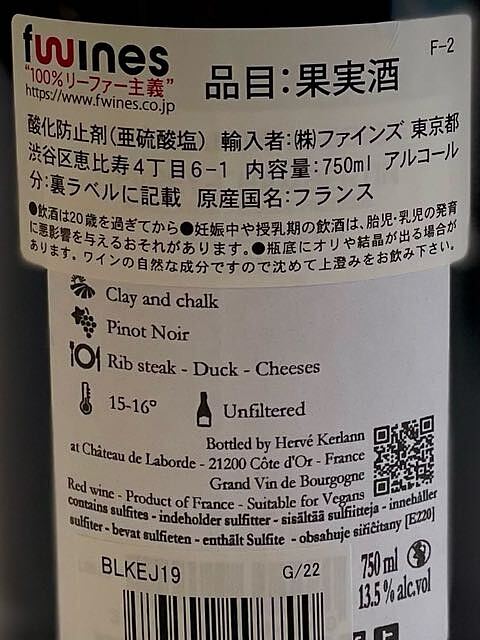 fwines
“100%リーファー主義”
https://www.fwines.co.jp
F-2
品目：果実酒
酸化防止剤(亜硫酸塩) 輸入者：㈱ファインズ 東京都
渋谷区恵比寿4丁目6-1 内容量：750ml アルコール
分：裏ラベルに記載 原産国名：フランス
●飲酒は20歳を過ぎてから●妊娠中や授乳期の飲酒は、胎児・乳児の発育
に悪影響を与えるおそれがあります。●瓶底にオリや結晶が出る場合が
あります。ワインの自然な成分ですので沈めて上澄みをお飲み下さい。
Clay and chalk
Pinot Noir
Rib steak - Duck - Cheeses
15-16°
Unfiltered
Bottled by Hervé Kerlann
at Château de Laborde - 21200 Côte d'Or - France
Grand Vin de Bourgogne
Red wine - Product of France - Suitable for Vegans
contains sulfites - indeholder sulfitter - sisältää sulfiitteja - innehåller
sulfiter - bevat sulfieten - enthält Sulfite - obsahuje siřičitany [E220]
BLKEJ19
G/22
750 ml
13.5 % alc.vol